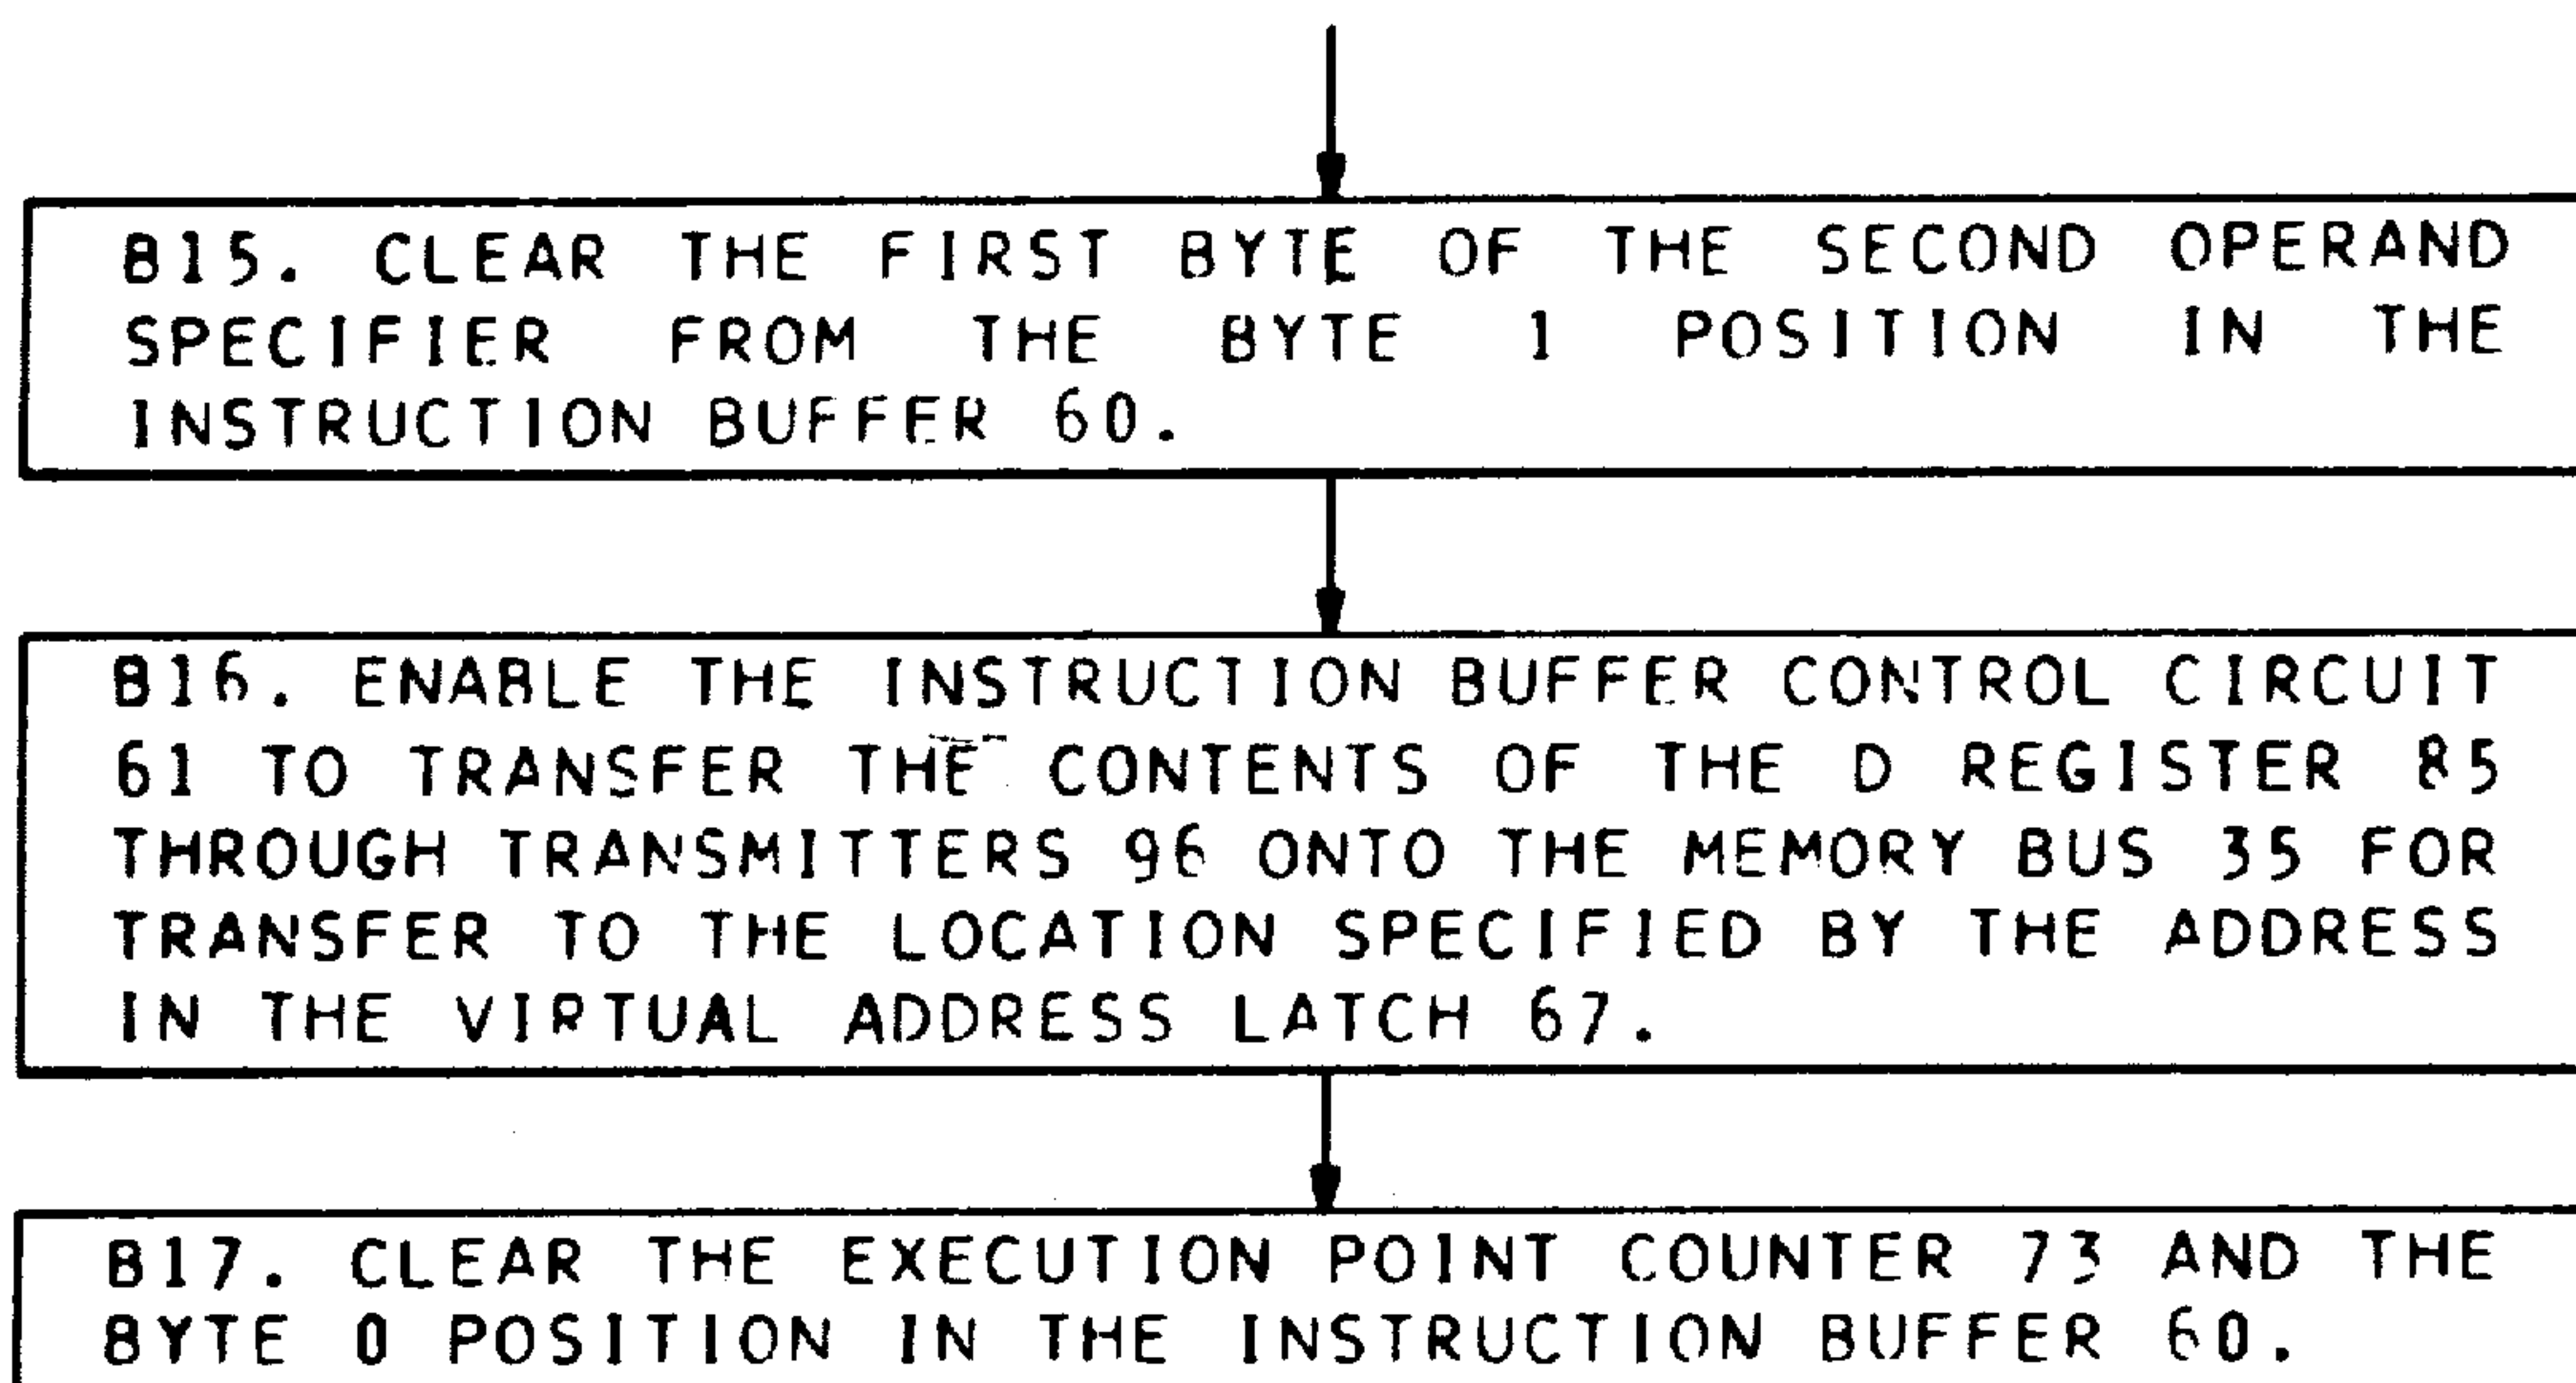 B15. CLEAR THE FIRST BYTE OF THE SECOND OPERAND
SPECIFIER FROM THE BYTE 1 POSITION IN THE
INSTRUCTION BUFFER 60.
B16. ENABLE THE INSTRUCTION BUFFER CONTROL CIRCUIT
61 TO TRANSFER THE CONTENTS OF THE D REGISTER 85
THROUGH TRANSMITTERS 96 ONTO THE MEMORY BUS 35 FOR
TRANSFER TO THE LOCATION SPECIFIED BY THE ADDRESS
IN THE VIRTUAL ADDRESS LATCH 67.
B17. CLEAR THE EXECUTION POINT COUNTER 73 AND THE
BYTE 0 POSITION IN THE INSTRUCTION BUFFER 60.